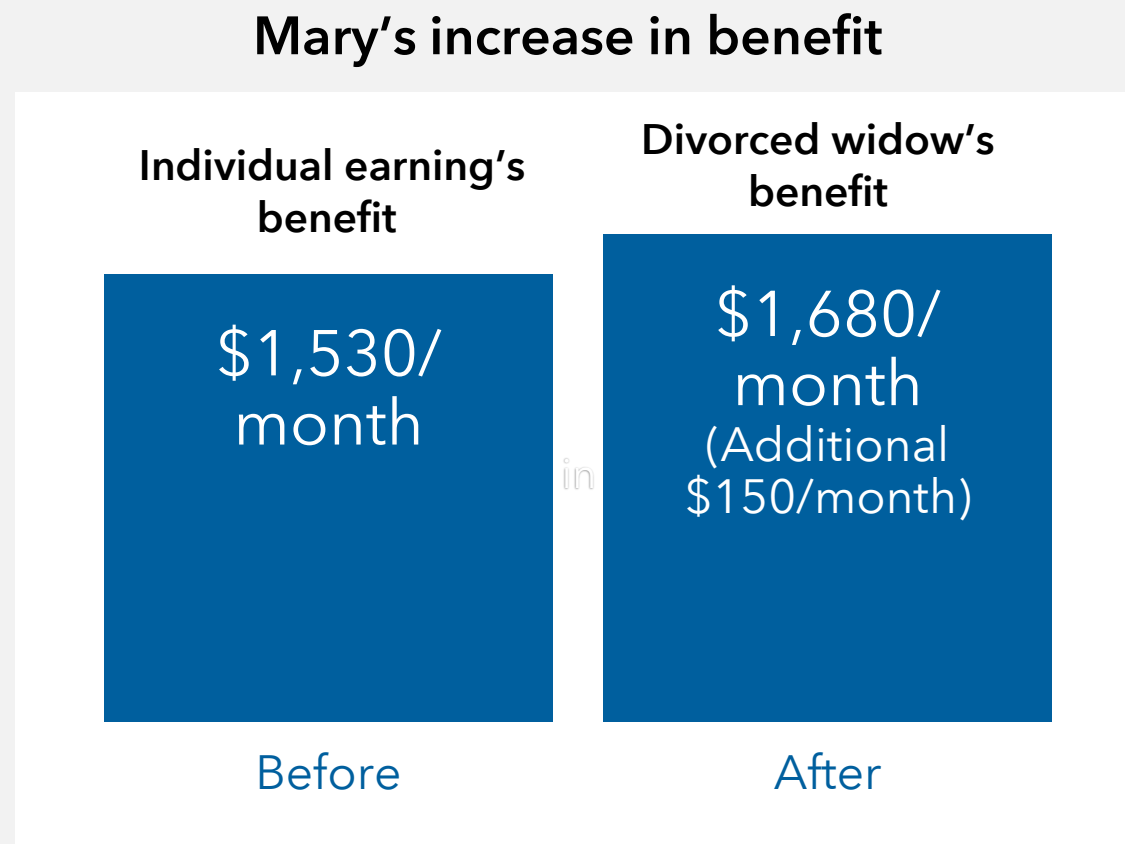 Mary’s increase in benefit
Individual earning’s
benefit
$1,530/
month
Before
in
Divorced widow’s
benefit
$1,680/
month
(Additional
$150/month)
After